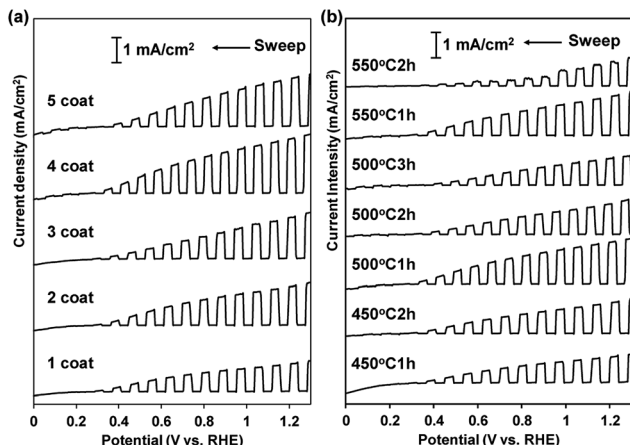 (a)
1 mA/cm² ← Sweep
5 coat
4 coat
3 coat
2 coat
1 coat
Current density (mA/cm²)
0 0.2 0.4 0.6 0.8 1 1.2
Potential (V vs. RHE)
(b)
1 mA/cm² ← Sweep
550°C2h
550°C1h
500°C3h
500°C2h
500°C1h
450°C2h
450°C1h
Current Intensity (mA/cm²)
0 0.2 0.4 0.6 0.8 1 1.2
Potential (V vs. RHE)